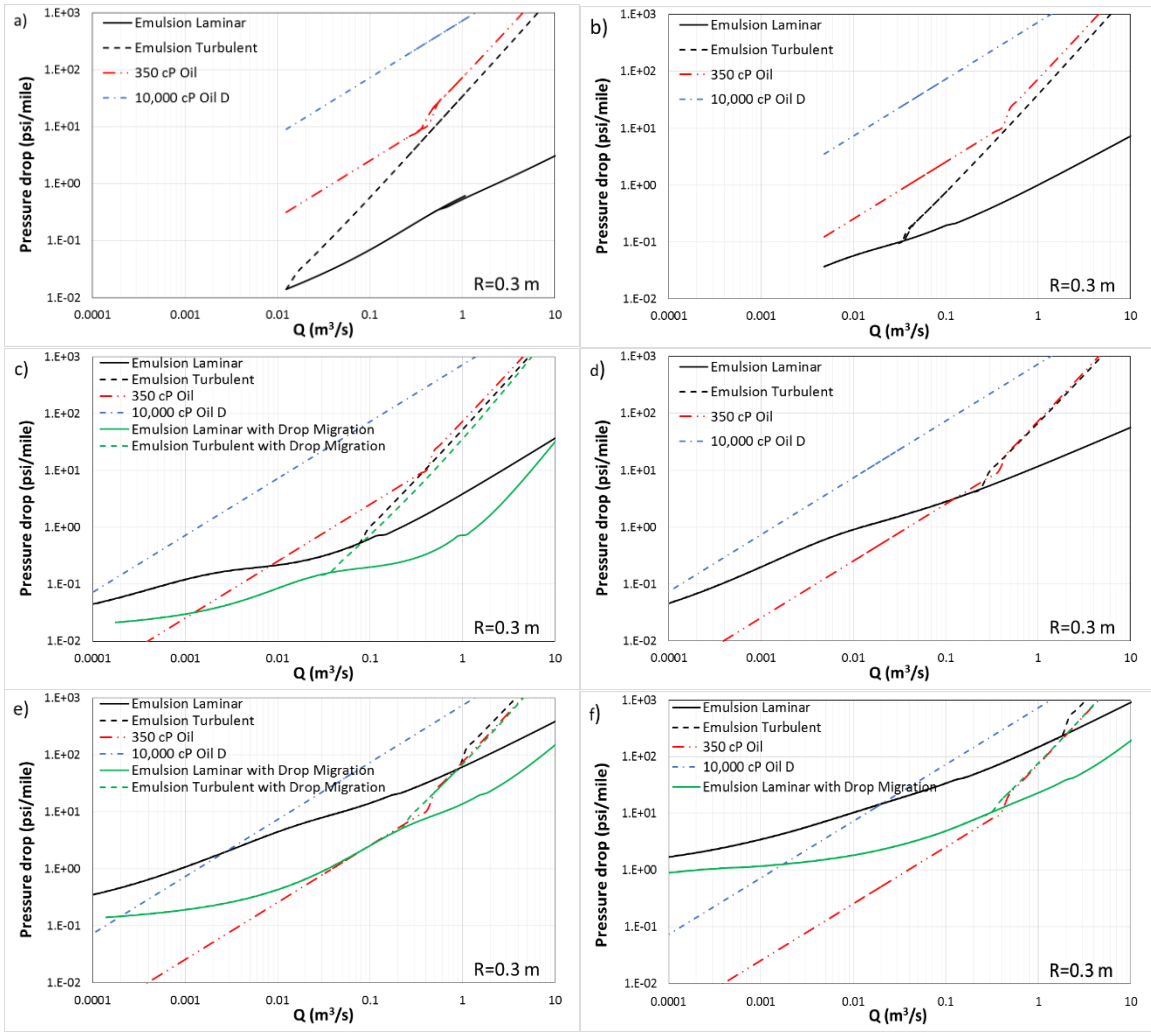 a)
Emulsion Laminar
Emulsion Turbulent
350 cP Oil
10,000 cP Oil D
Pressure drop (psi/mile)
1.E+03
1.E+02
1.E+01
1.E+00
1.E-01
1.E-02
R=0.3 m
0.0001 0.001 0.01 0.1 1 10
Q (m³/s)
b)
Emulsion Laminar
Emulsion Turbulent
350 cP Oil
10,000 cP Oil D
Pressure drop (psi/mile)
1.E+03
1.E+02
1.E+01
1.E+00
1.E-01
1.E-02
R=0.3 m
0.0001 0.001 0.01 0.1 1 10
Q (m³/s)
c)
Emulsion Laminar
Emulsion Turbulent
350 cP Oil
10,000 cP Oil D
Emulsion Laminar with Drop Migration
Emulsion Turbulent with Drop Migration
Pressure drop (psi/mile)
1.E+03
1.E+02
1.E+01
1.E+00
1.E-01
1.E-02
R=0.3 m
0.0001 0.001 0.01 0.1 1 10
Q (m³/s)
d)
Emulsion Laminar
Emulsion Turbulent
350 cP Oil
10,000 cP Oil D
Pressure drop (psi/mile)
1.E+03
1.E+02
1.E+01
1.E+00
1.E-01
1.E-02
R=0.3 m
0.0001 0.001 0.01 0.1 1 10
Q (m³/s)
e)
Emulsion Laminar
Emulsion Turbulent
350 cP Oil
10,000 cP Oil D
Emulsion Laminar with Drop Migration
Emulsion Turbulent with Drop Migration
Pressure drop (psi/mile)
1.E+03
1.E+02
1.E+01
1.E+00
1.E-01
1.E-02
R=0.3 m
0.0001 0.001 0.01 0.1 1 10
Q (m³/s)
f)
Emulsion Laminar
Emulsion Turbulent
350 cP Oil
10,000 cP Oil D
Emulsion Laminar with Drop Migration
Pressure drop (psi/mile)
1.E+03
1.E+02
1.E+01
1.E+00
1.E-01
1.E-02
R=0.3 m
0.0001 0.001 0.01 0.1 1 10
Q (m³/s)